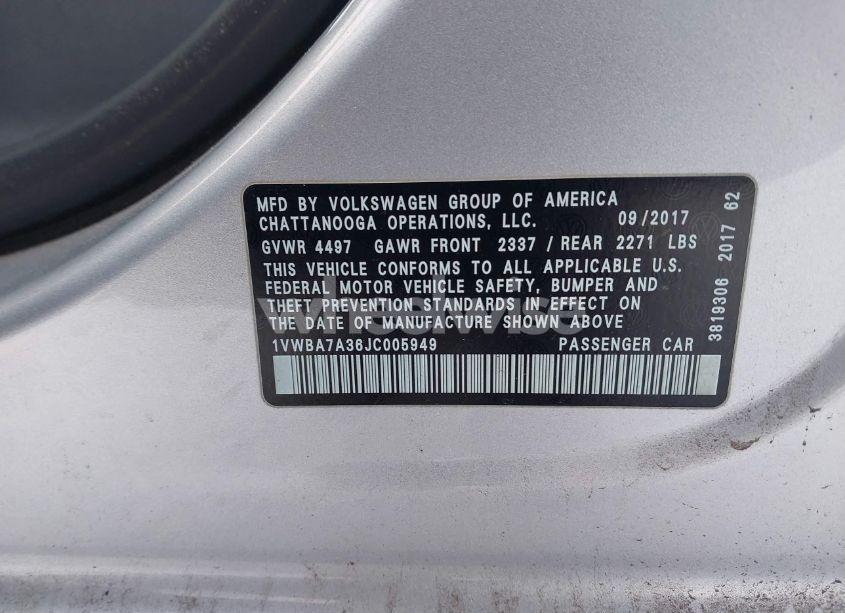 MFD BY VOLKSWAGEN GROUP OF AMERICA
CHATTANOOGA OPERATIONS, LLC. 09/2017
GVWR 4497 GAWR FRONT 2337 / REAR 2271 LBS
THIS VEHICLE CONFORMS TO ALL APPLICABLE U.S.
FEDERAL MOTOR VEHICLE SAFETY, BUMPER AND
THEFT PREVENTION STANDARDS IN EFFECT ON
THE DATE OF MANUFACTURE SHOWN ABOVE
1VWBA7A36JC005949 PASSENGER CAR
3819306 2017 62